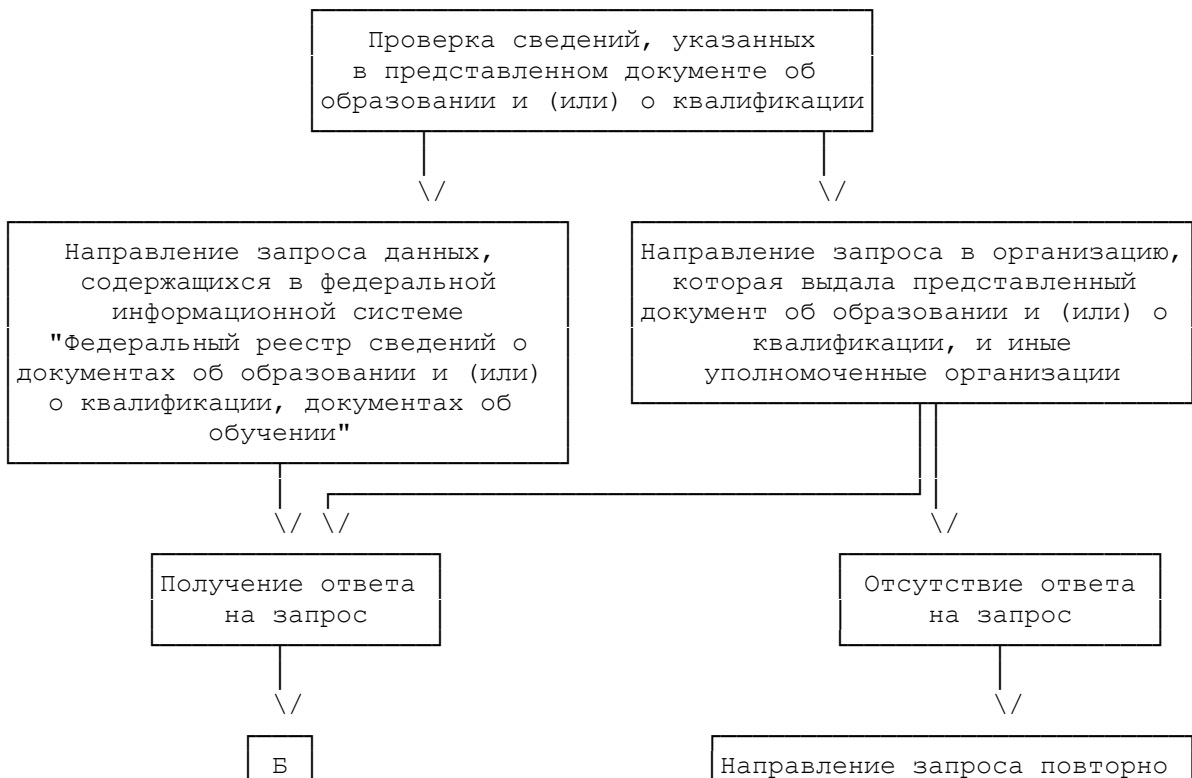 Проверка сведений, указанных
в представленном документе об
образовании и (или) о квалификации
Направление запроса данных,
содержащихся в федеральной
информационной системе
"Федеральный реестр сведений о
документах об образовании и (или)
о квалификации, документах об
обучении"
Направление запроса в организацию,
которая выдала представленный
документ об образовании и (или) о
квалификации, и иные
уполномоченные организации
Получение ответа
на запрос
Отсутствие ответа
на запрос
Б
Направление запроса повторно